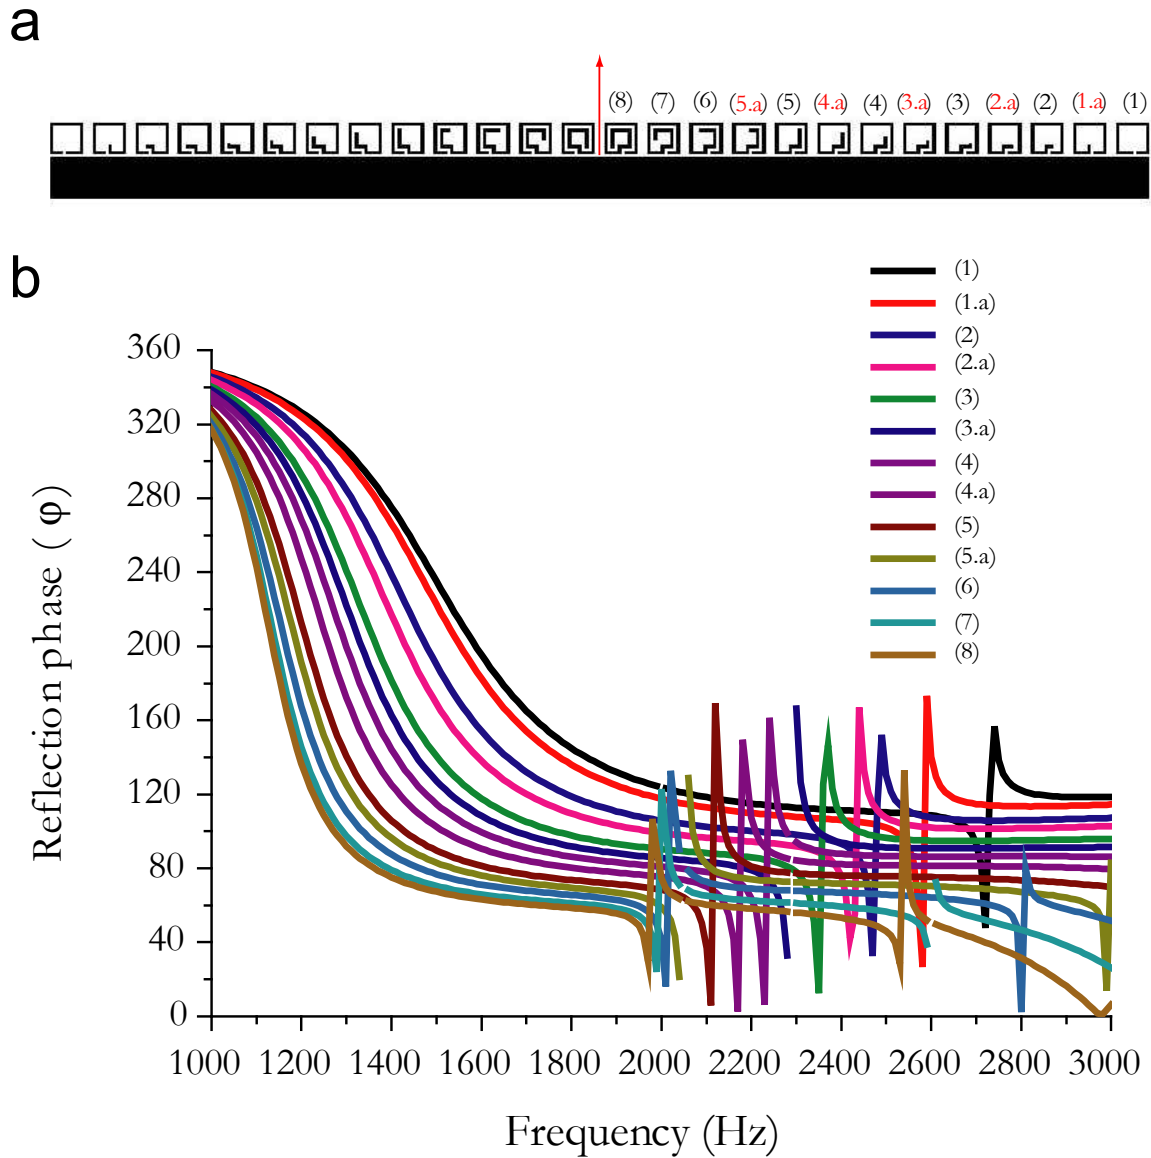 a
(8) (7) (6) (5.a) (5) (4.a) (4) (3.a) (3) (2.a) (2) (1.a) (1)
b
(1)
(1.a)
(2)
(2.a)
(3)
(3.a)
(4)
(4.a)
(5)
(5.a)
(6)
(7)
(8)
360
320
280
240
200
160
120
80
40
0
Reflection phase ( φ)
1000 1200 1400 1600 1800 2000 2200 2400 2600 2800 3000
Frequency (Hz)